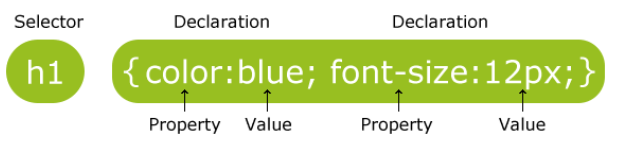 Selector Declaration Declaration
h1 {color:blue; font-size:12px;}
Property Value Property Value